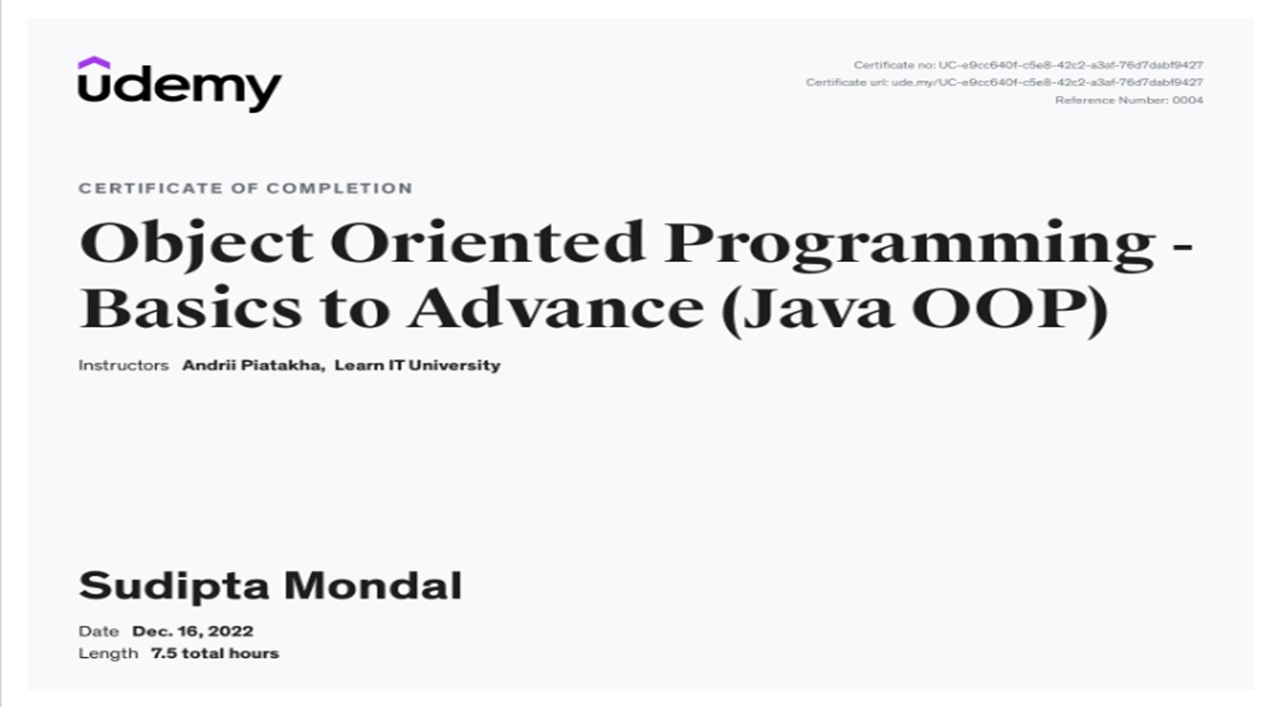 udemy
Certificate no: UC-e9cc640f-c5e8-42c2-a3af-76d7dabf9427
Certificate url: ude.my/UC-e9cc640f-c5e8-42c2-a3af-76d7dabf9427
Reference Number: 0004
CERTIFICATE OF COMPLETION
Object Oriented Programming -
Basics to Advance (Java OOP)
Instructors Andrii Piatakha, Learn IT University
Sudipta Mondal
Date Dec. 16, 2022
Length 7.5 total hours